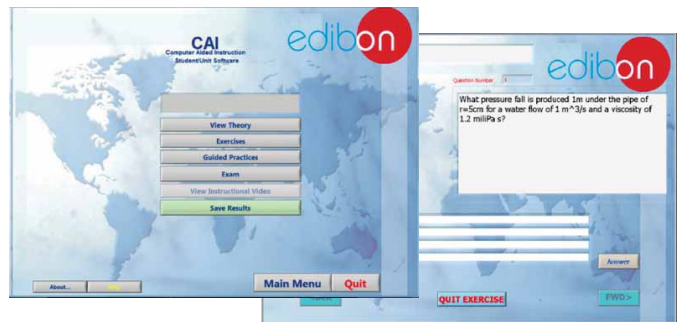 CAI
Computer Aided Instruction
Student/Unit Software
edibon
View Theory
Exercises
Guided Practices
Exam
View Instructional Video
Save Results
About...
Main Menu
Quit
edibon
Question Number 1
What pressure fall is produced 1m under the pipe of
r=5cm for a water flow of 1 m^3/s and a viscosity of
1.2 miliPa s?
Answer
QUIT EXERCISE
FWD>